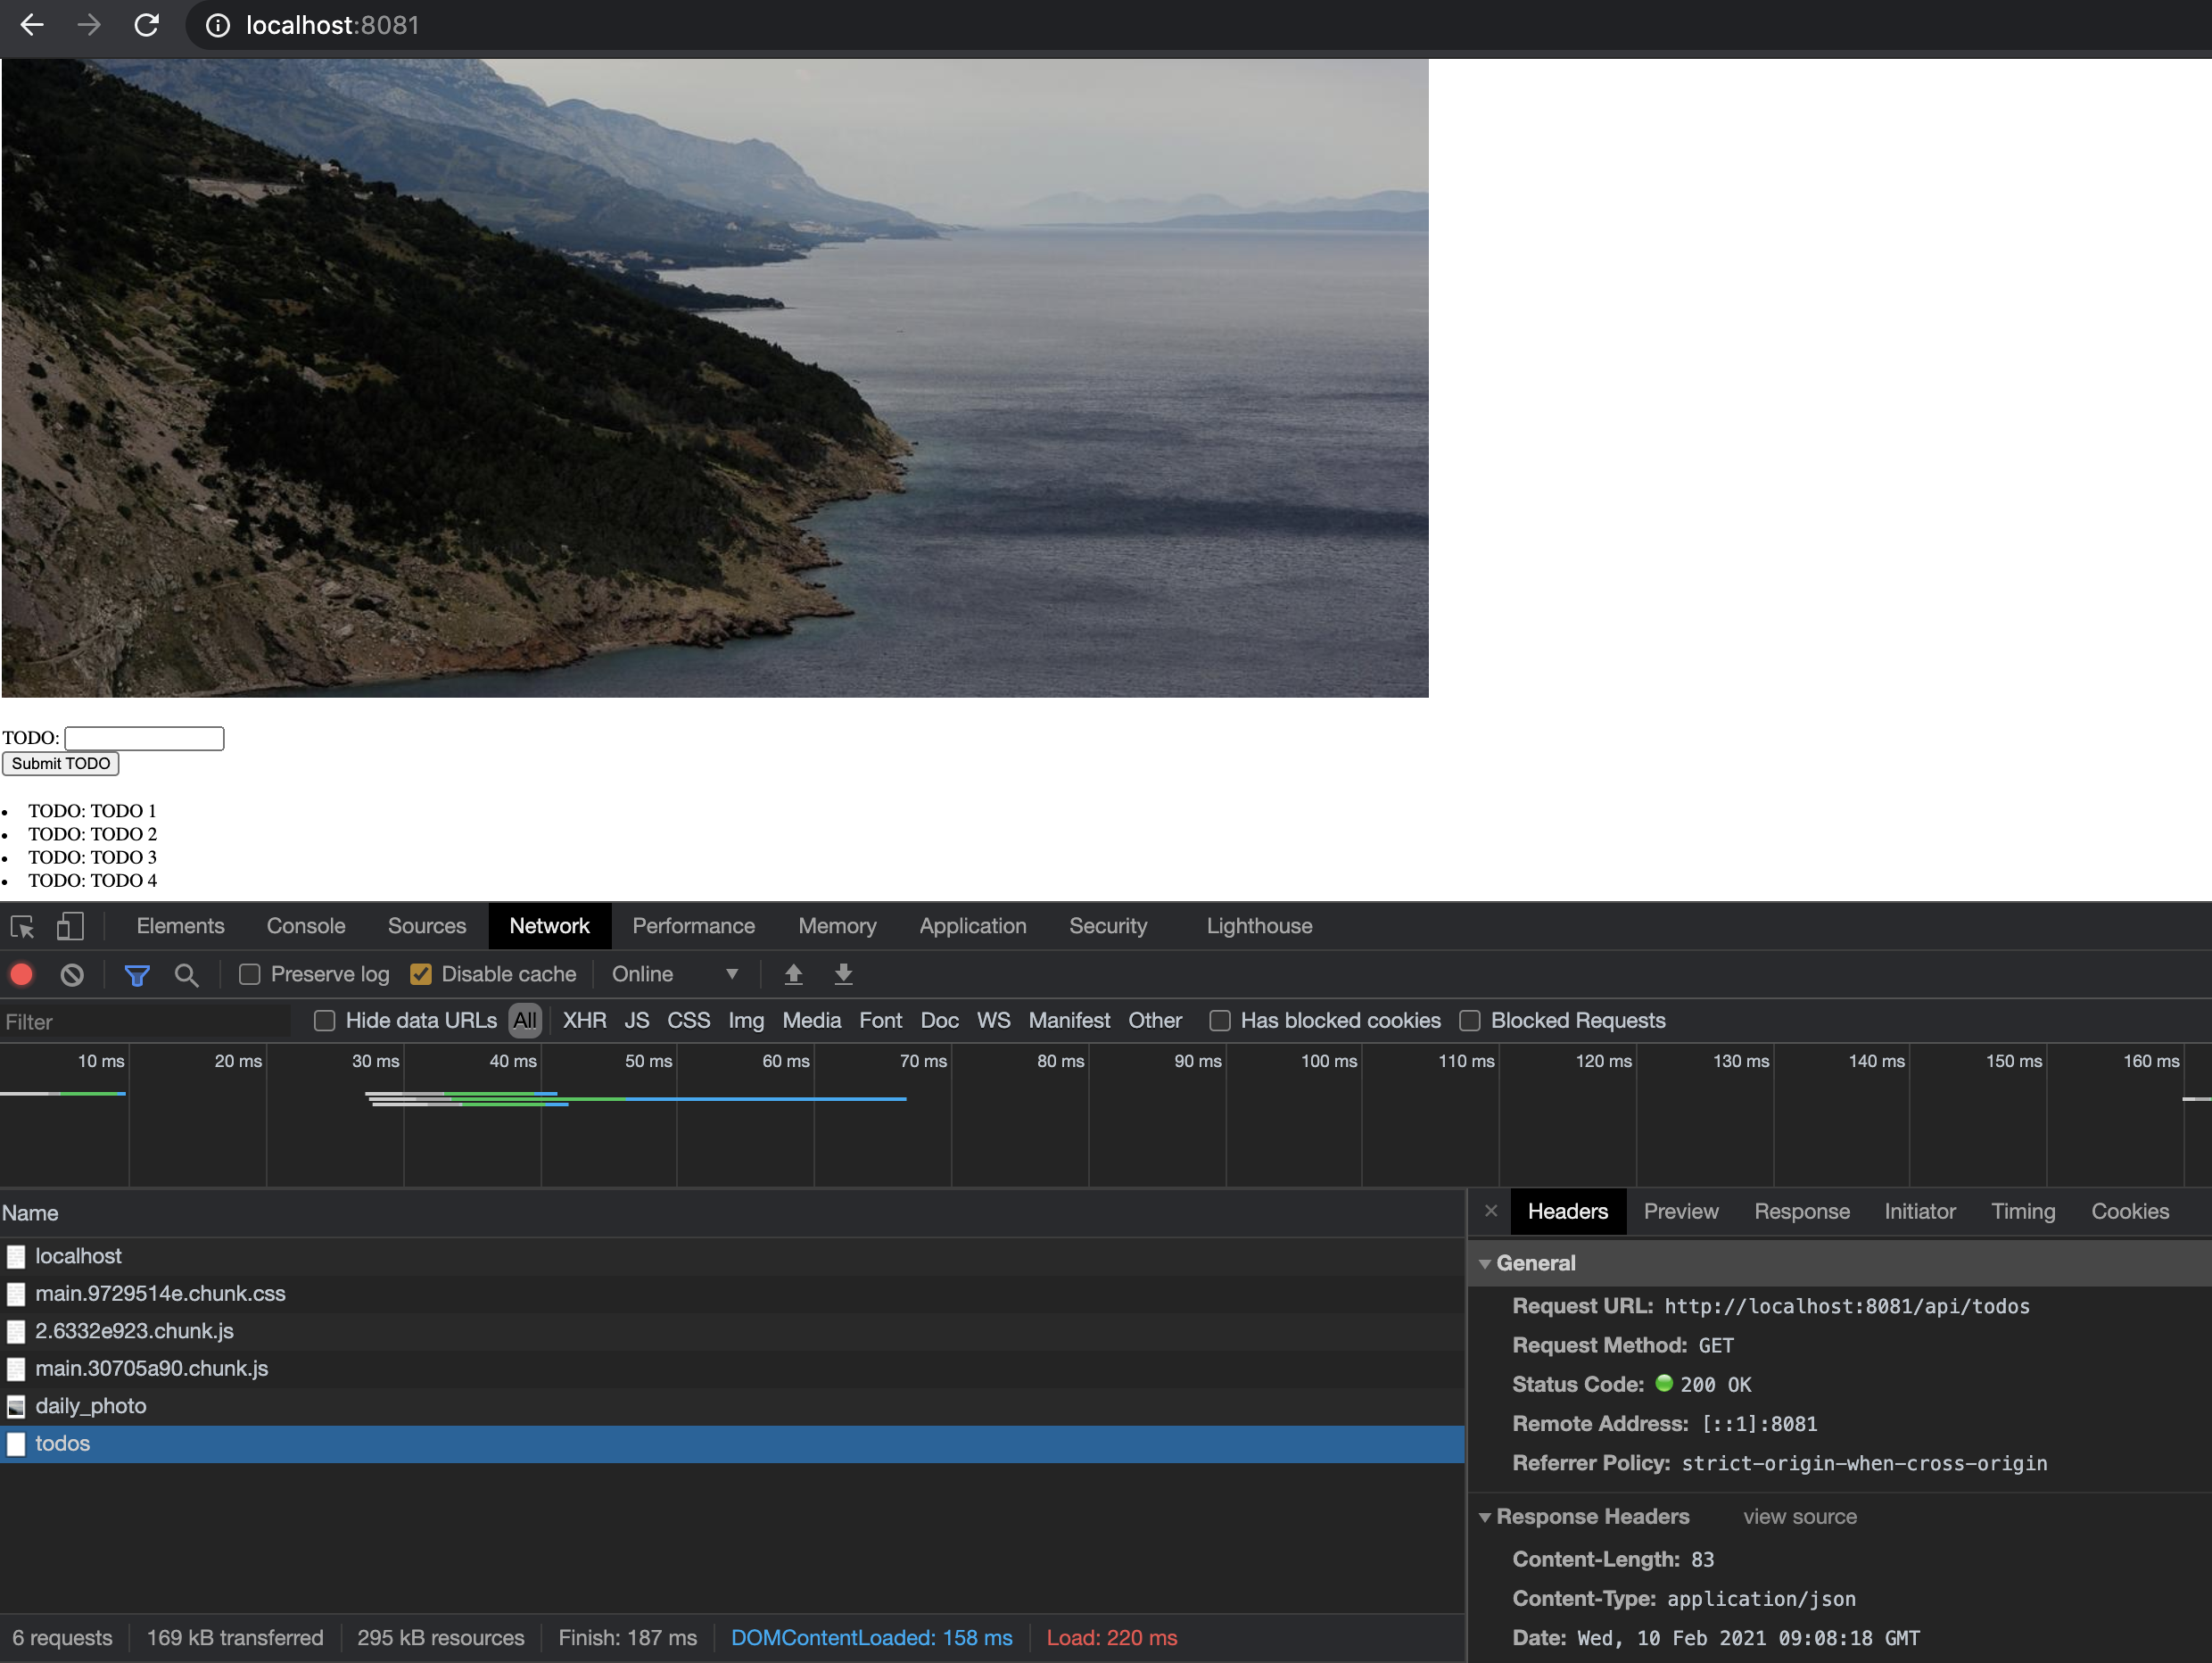 localhost:8081
TODO:
Submit TODO
TODO: TODO 1
TODO: TODO 2
TODO: TODO 3
TODO: TODO 4
Elements Console Sources Network Performance Memory Application Security Lighthouse
Preserve log Disable cache Online
Filter Hide data URLs All XHR JS CSS Img Media Font Doc WS Manifest Other Has blocked cookies Blocked Requests
10 ms 20 ms 30 ms 40 ms 50 ms 60 ms 70 ms 80 ms 90 ms 100 ms 110 ms 120 ms 130 ms 140 ms 150 ms 160 ms
Name
localhost
main.9729514e.chunk.css
2.6332e923.chunk.js
main.30705a90.chunk.js
daily_photo
todos
6 requests 169 kB transferred 295 kB resources Finish: 187 ms DOMContentLoaded: 158 ms Load: 220 ms
Headers Preview Response Initiator Timing Cookies
General
Request URL: http://localhost:8081/api/todos
Request Method: GET
Status Code: 200 OK
Remote Address: [::1]:8081
Referrer Policy: strict-origin-when-cross-origin
Response Headers view source
Content-Length: 83
Content-Type: application/json
Date: Wed, 10 Feb 2021 09:08:18 GMT